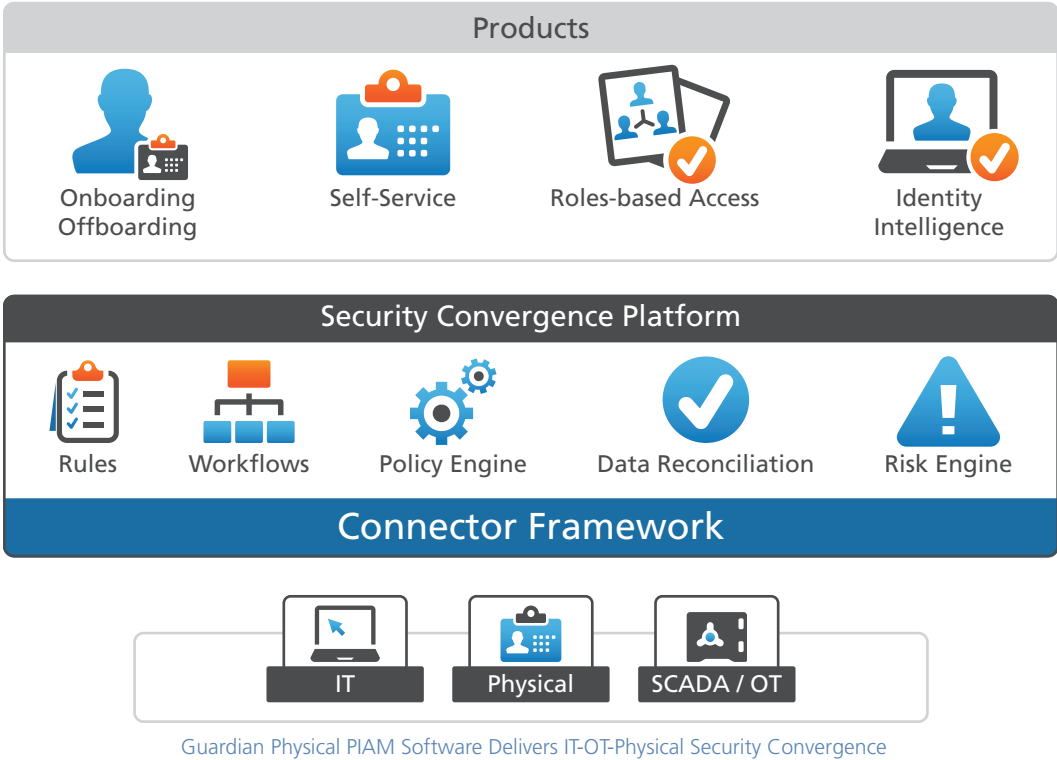 Products
Onboarding
Offboarding
Self-Service
Roles-based Access
Identity
Intelligence
Security Convergence Platform
Rules
Workflows
Policy Engine
Data Reconciliation
Risk Engine
Connector Framework
IT
Physical
SCADA / OT
Guardian Physical PIAM Software Delivers IT-OT-Physical Security Convergence